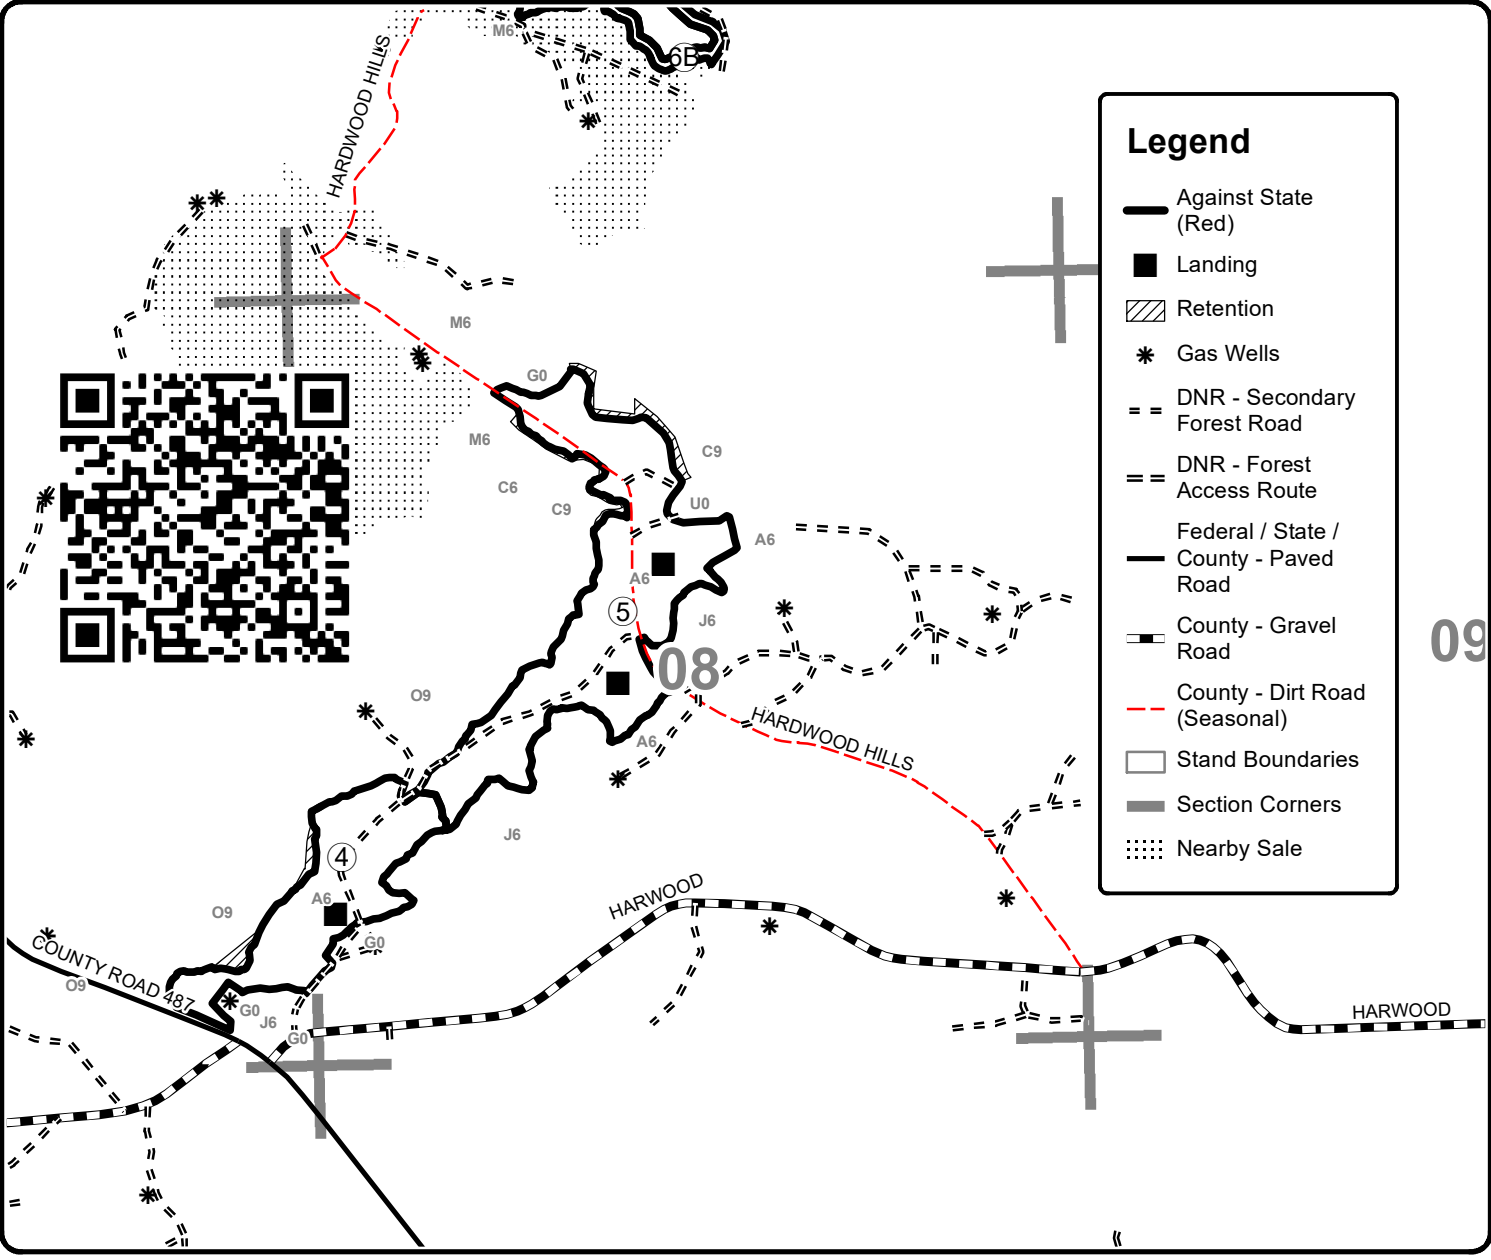 M6
6B
HARDWOOD HILLS
M6
G0
M6
C9
C6
C9
U0
A6
A6
5
J6
08
09
O9
A6
HARDWOOD HILLS
J6
4
A6
O9
G0
HARWOOD
COUNTY ROAD 487
O9
G0
J6
G0
HARWOOD
Legend
Against State
(Red)
Landing
Retention
Gas Wells
DNR - Secondary
Forest Road
DNR - Forest
Access Route
Federal / State /
County - Paved
Road
County - Gravel
Road
County - Dirt Road
(Seasonal)
Stand Boundaries
Section Corners
Nearby Sale